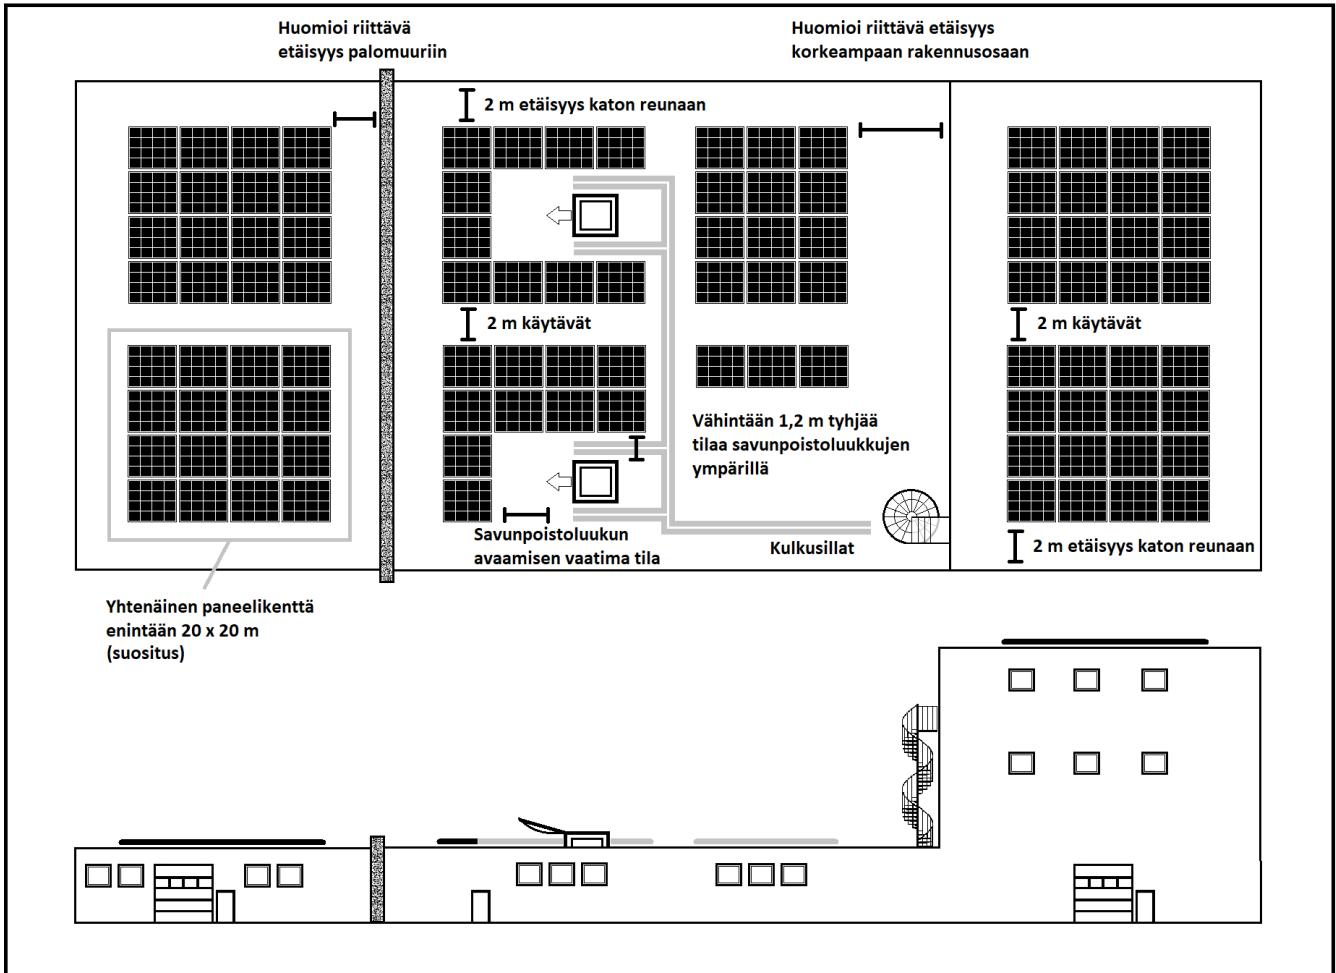 Huomioi riittävä
etäisyys palomuuriin
Huomioi riittävä etäisyys
korkeampaan rakennusosaan
2 m etäisyys katon reunaan
2 m käytävät
2 m käytävät
Vähintään 1,2 m tyhjää
tilaa savunpoistoluukkujen
ympärillä
Savunpoistoluukun
avaamisen vaatima tila
Kulkusillat
2 m etäisyys katon reunaan
Yhtenäinen paneelikenttä
enintään 20 x 20 m
(suositus)